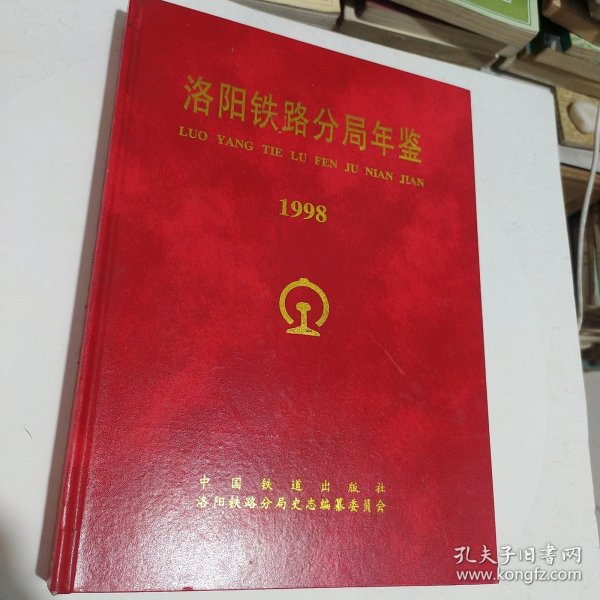 洛阳铁路分局年鉴
LUO YANG TIE LU FEN JU NIAN JIAN
1998
中国铁道出版社
洛阳铁路分局史志编纂委员会
孔夫子旧书网
www.kongfz.com